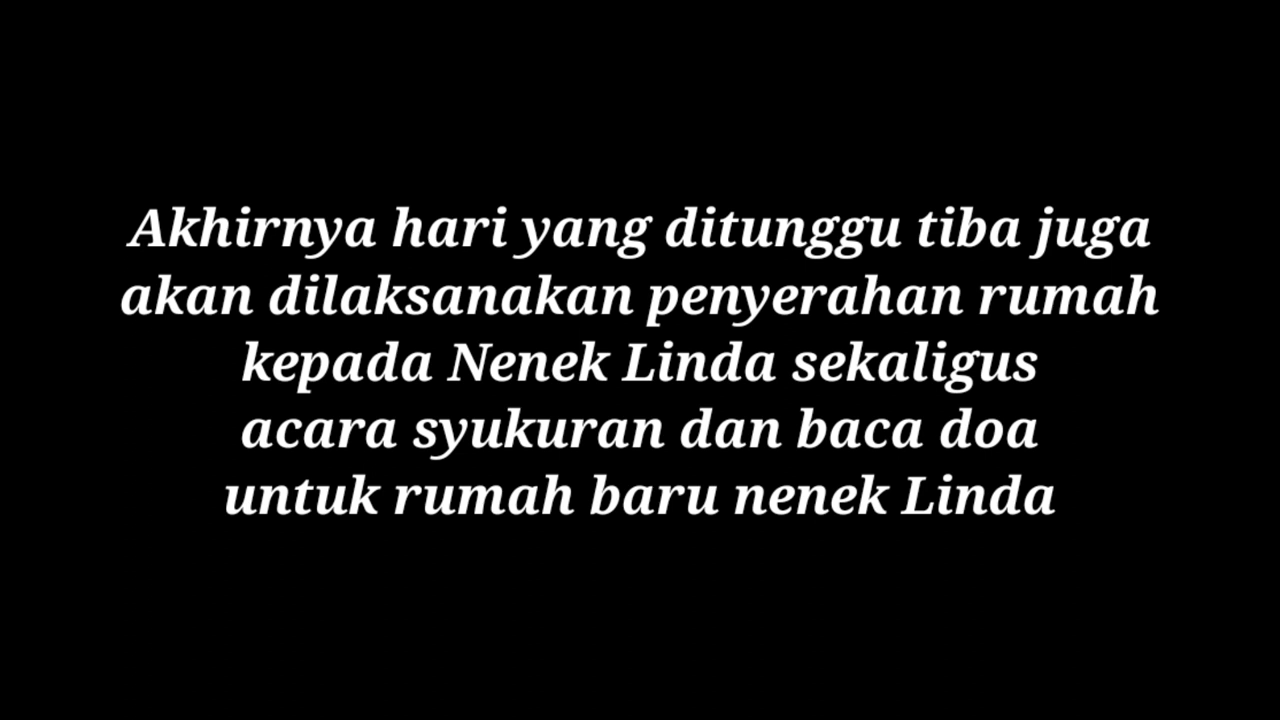 Akhirnya hari yang ditunggu tiba juga
akan dilaksanakan penyerahan rumah
kepada Nenek Linda sekaligus
acara syukuran dan baca doa
untuk rumah baru nenek Linda